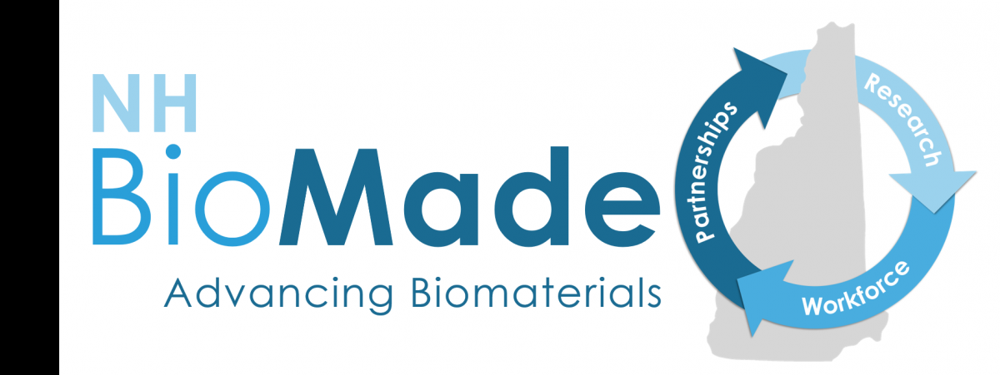 NH
BioMade
Advancing Biomaterials
Partnerships
Research
Workforce